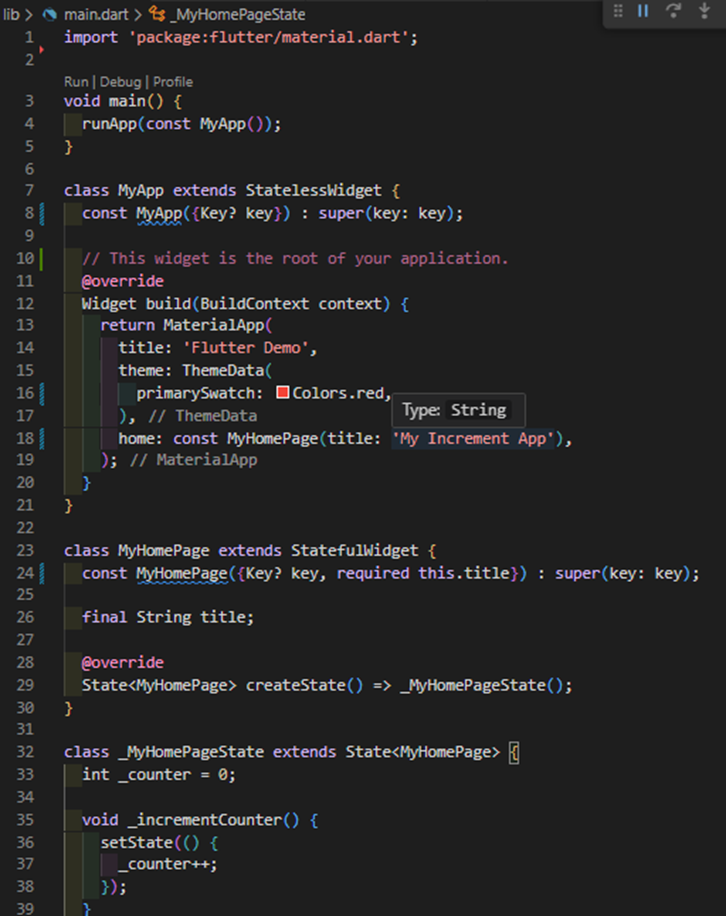 lib > main.dart > _MyHomePageState
1 import 'package:flutter/material.dart';
2
Run | Debug | Profile
3 void main() {
4   runApp(const MyApp());
5 }
6
7 class MyApp extends StatelessWidget {
8   const MyApp({Key? key}) : super(key: key);
9
10   // This widget is the root of your application.
11   @override
12   Widget build(BuildContext context) {
13     return MaterialApp(
14       title: 'Flutter Demo',
15       theme: ThemeData(
16         primarySwatch: Colors.red,
Type: String
17       ), // ThemeData
18       home: const MyHomePage(title: 'My Increment App'),
19     ); // MaterialApp
20   }
21 }
22
23 class MyHomePage extends StatefulWidget {
24   const MyHomePage({Key? key, required this.title}) : super(key: key);
25
26   final String title;
27
28   @override
29   State<MyHomePage> createState() => _MyHomePageState();
30 }
31
32 class _MyHomePageState extends State<MyHomePage> {
33   int _counter = 0;
34
35   void _incrementCounter() {
36     setState(() {
37       _counter++;
38     });
39   }